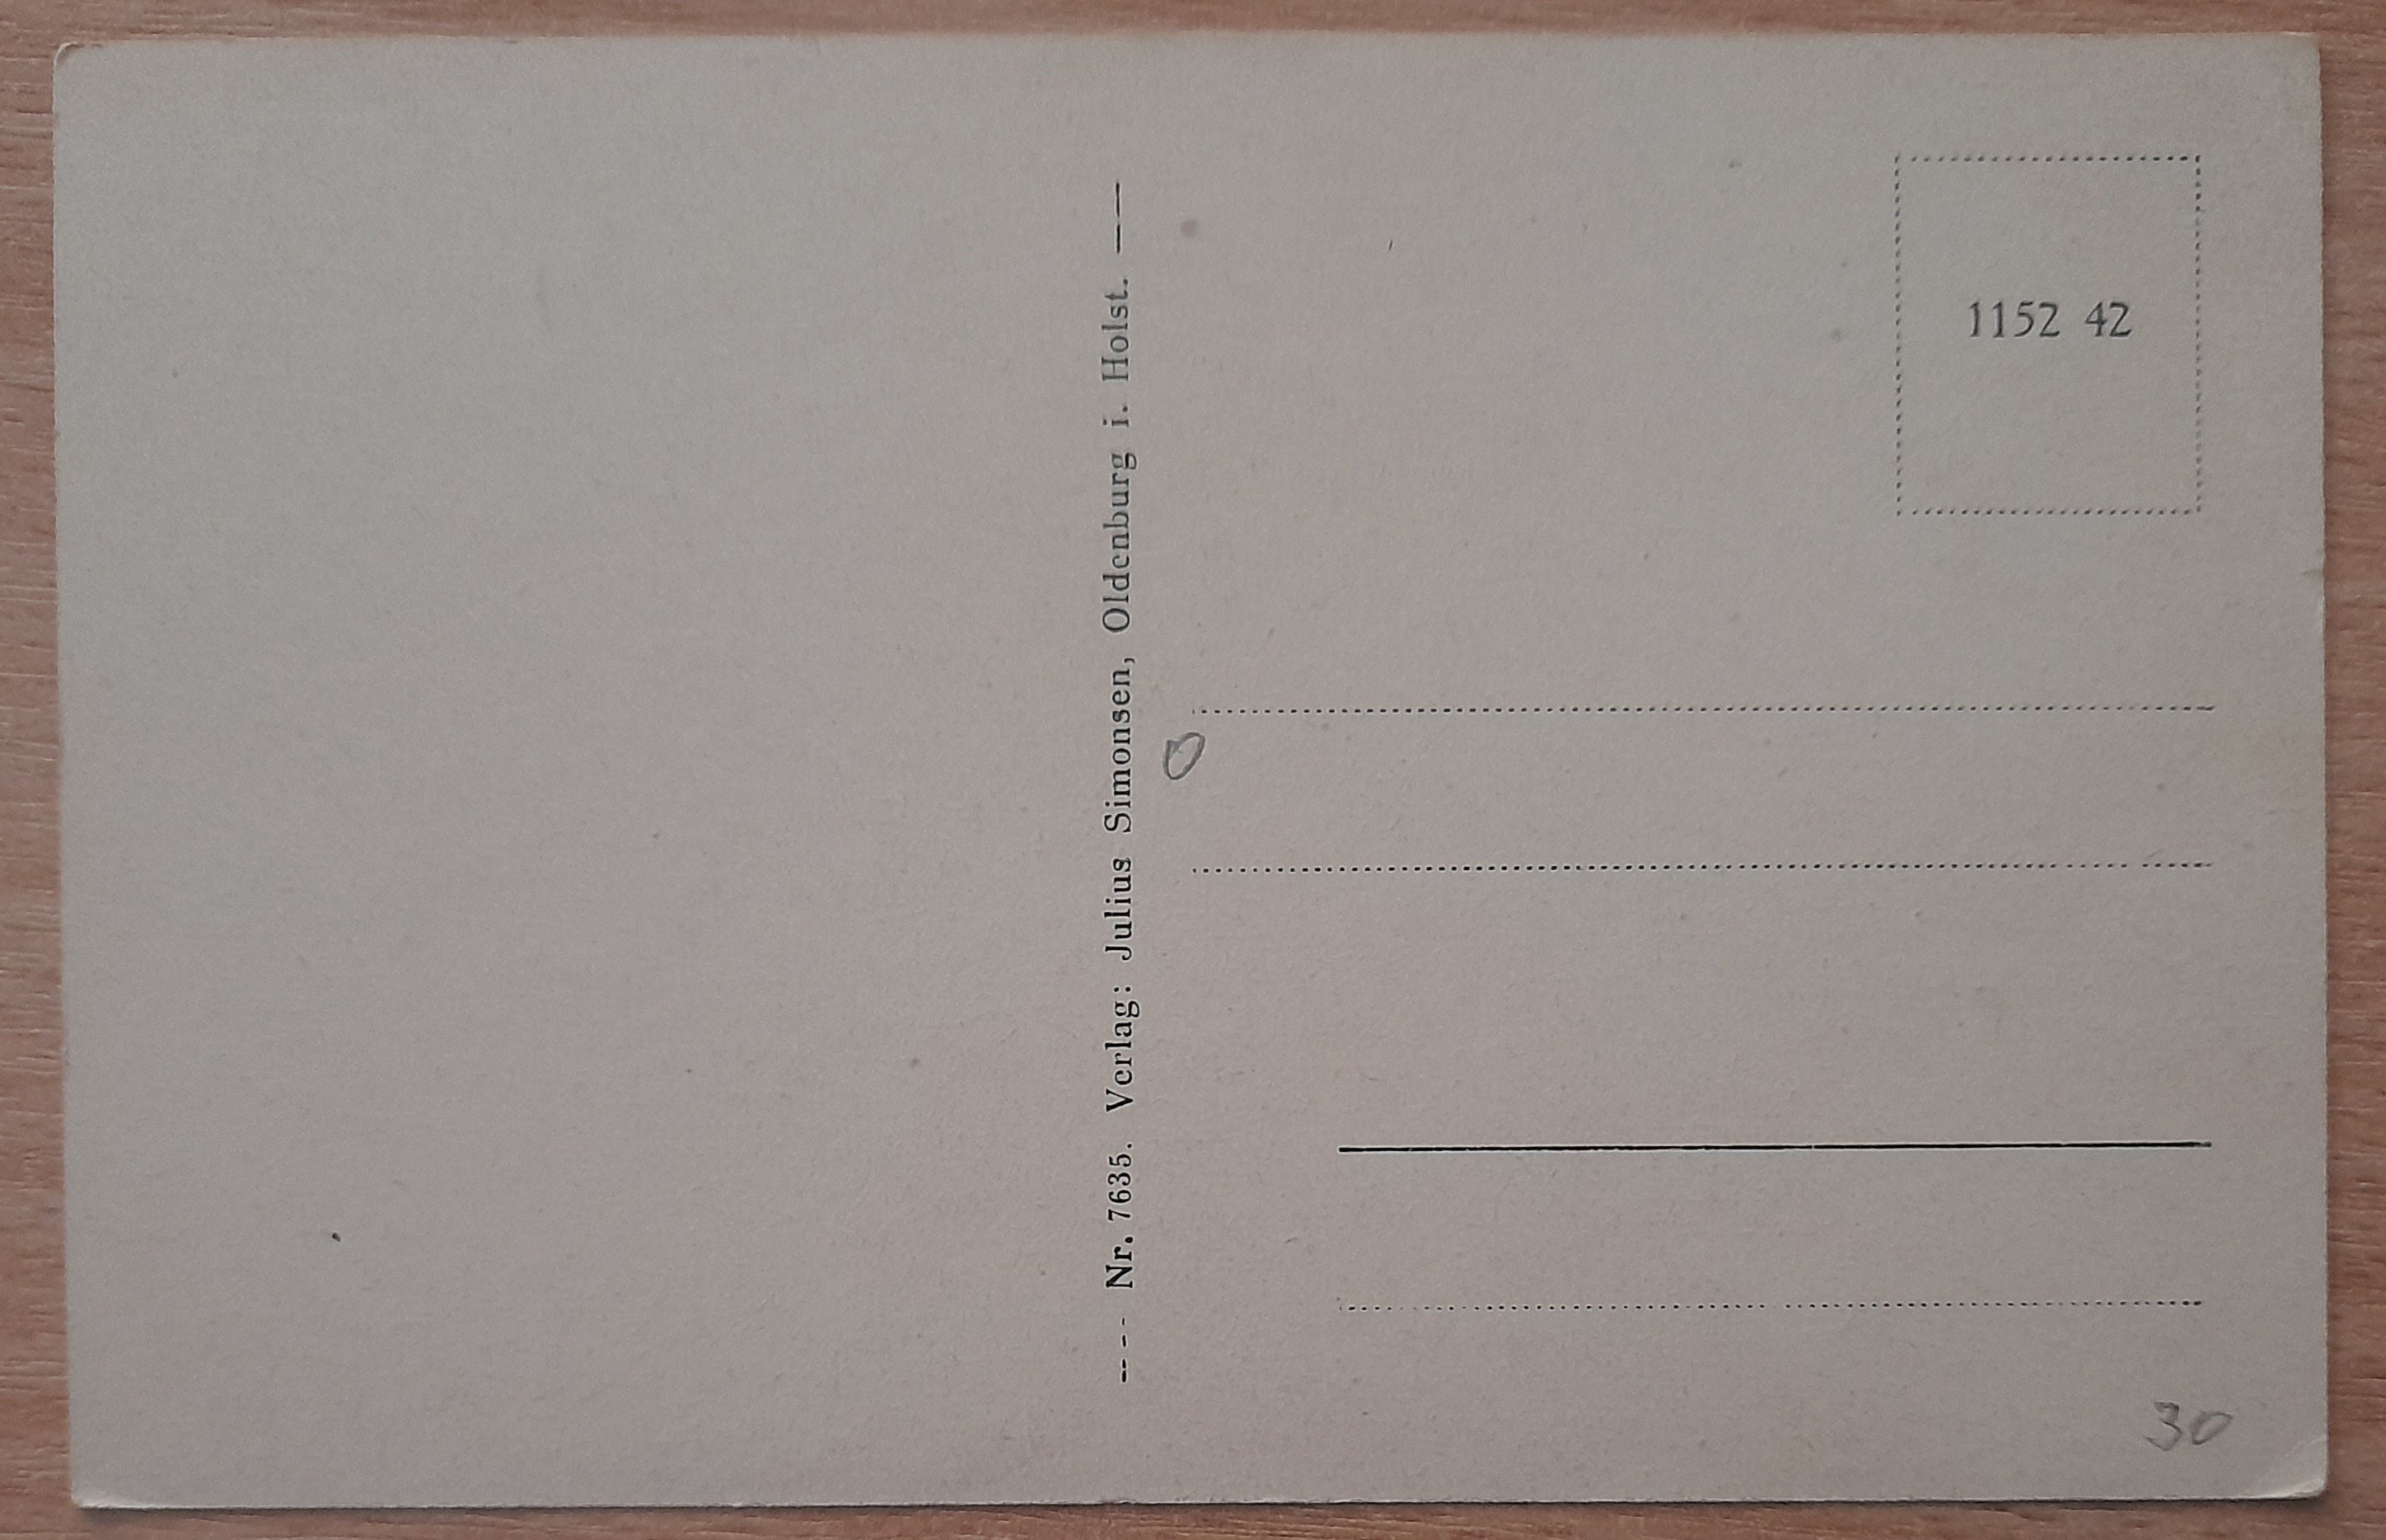 Nr. 7635. Verlag: Julius Simonsen, Oldenburg i. Holst.
1152 42
0
30